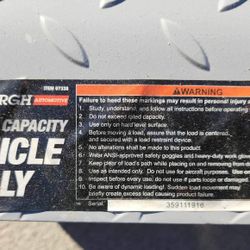 ITEM 07338
RGH
AUTOMOTIVE
CAPACITY
ICLE
LY
WARNING
Failure to heed these markings may result in personal injury
1. Study, understand, and follow all instructions before operating
2. Do not exceed rated capacity.
3. Use only on hard level surface.
4. Before moving a load, assure that the load is centered,
and secured with a load restraint device.
5. No alterations shall be made to this product.
6. Wear ANSI-approved safety goggles and heavy-duty work glove
7. Keep clear of load's path while placing on and removing from
8. Use as intended only. Do not use for aircraft purposes. Use on
9. Inspect before every use; do not use if parts loose or damaged.
10. Be aware of dynamic loading! Sudden load movement may
briefly create excess load causing product failure.
Serial: 359111916